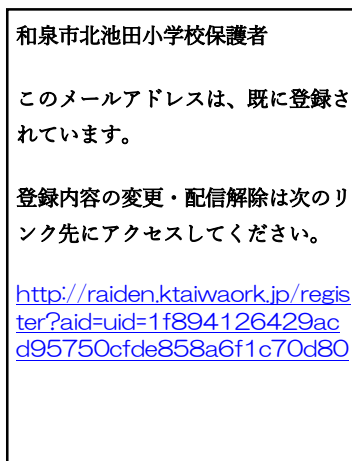 和泉市北池田小学校保護者
このメールアドレスは、既に登録さ
れています。
登録内容の変更・配信解除は次のリ
ンク先にアクセスしてください。
http://raiden.ktaiwaork.jp/regis
ter?aid=uid=1f894126429ac
d95750cfde858a6f1c70d80